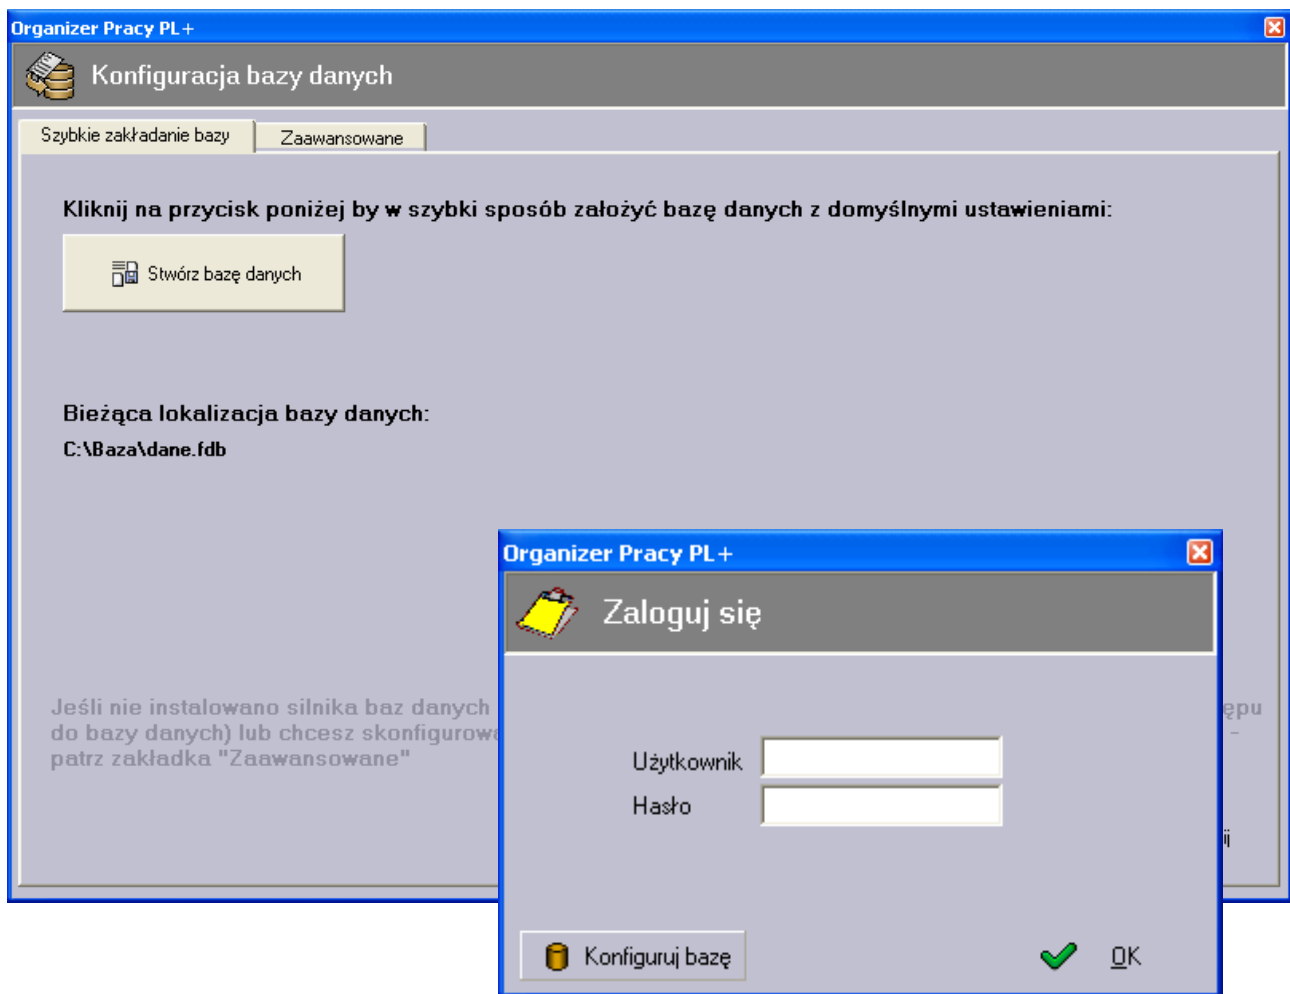 Organizer Pracy PL+
Konfiguracja bazy danych
Szybkie zakładanie bazy
Zaawansowane
Kliknij na przycisk poniżej by w szybki sposób założyć bazę danych z domyślnymi ustawieniami:
Stwórz bazę danych
Bieżąca lokalizacja bazy danych:
C:\Baza\dane.fdb
Jeśli nie instalowano silnika baz danych
do bazy danych) lub chcesz -
patrz zakładka "Zaawansowane"
Organizer Pracy PL+
Zaloguj się
Użytkownik
Hasło
Konfiguruj bazę
OK